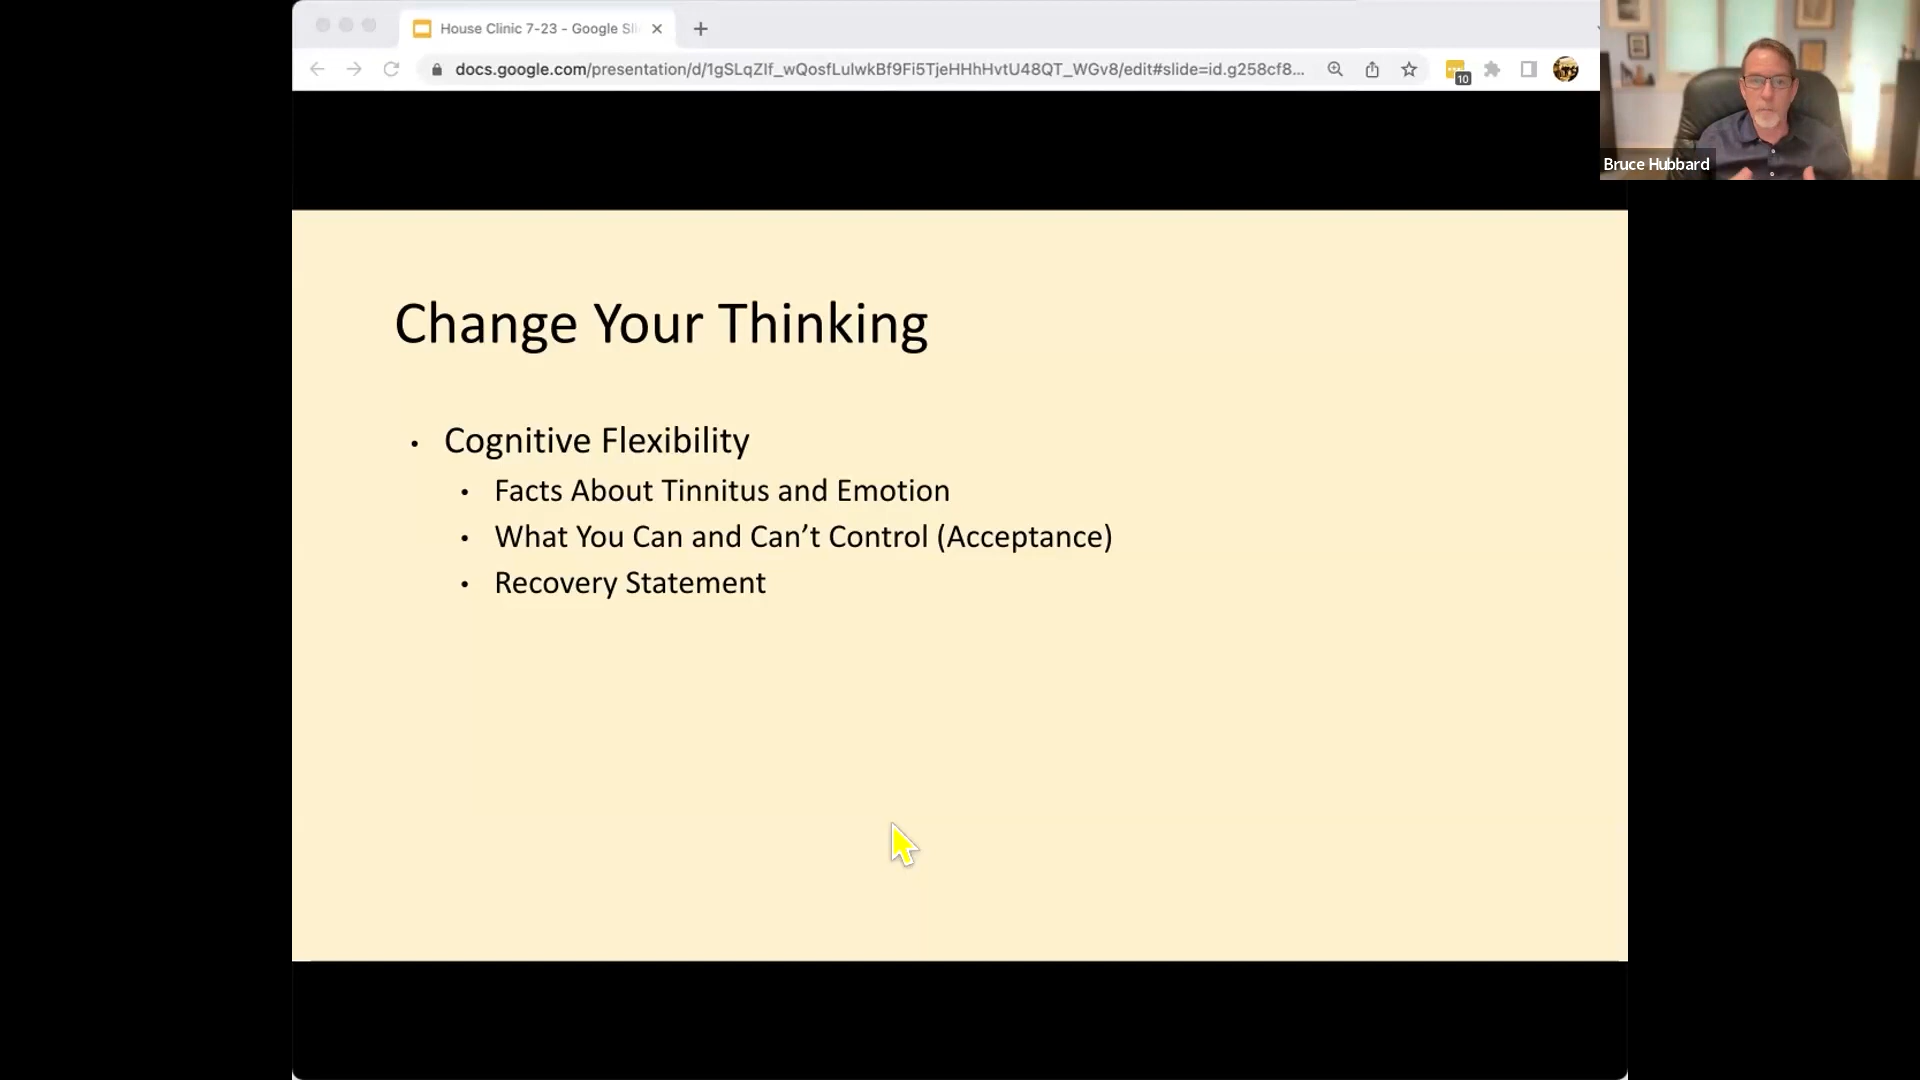 House Clinic 7-23 - Google Sli
docs.google.com/presentation/d/1gSLqZIf_wQosfLulwkBf9Fi5TjeHHhHvtU48QT_WGv8/edit#slide=id.g258cf8...
10
Bruce Hubbard
Change Your Thinking
• Cognitive Flexibility
• Facts About Tinnitus and Emotion
• What You Can and Can’t Control (Acceptance)
• Recovery Statement